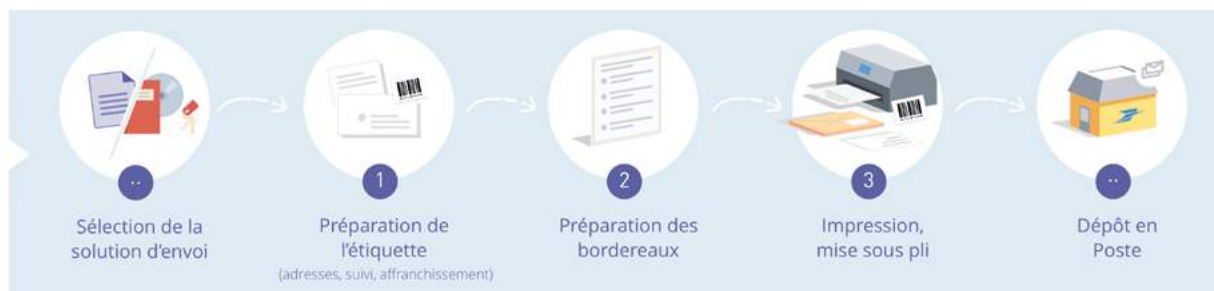 ..
Sélection de la
solution d'envoi
1
Préparation de
l'étiquette
(adresses, suivi, affranchissement)
2
Préparation des
bordereaux
3
Impression,
mise sous pli
..
Dépôt en
Poste